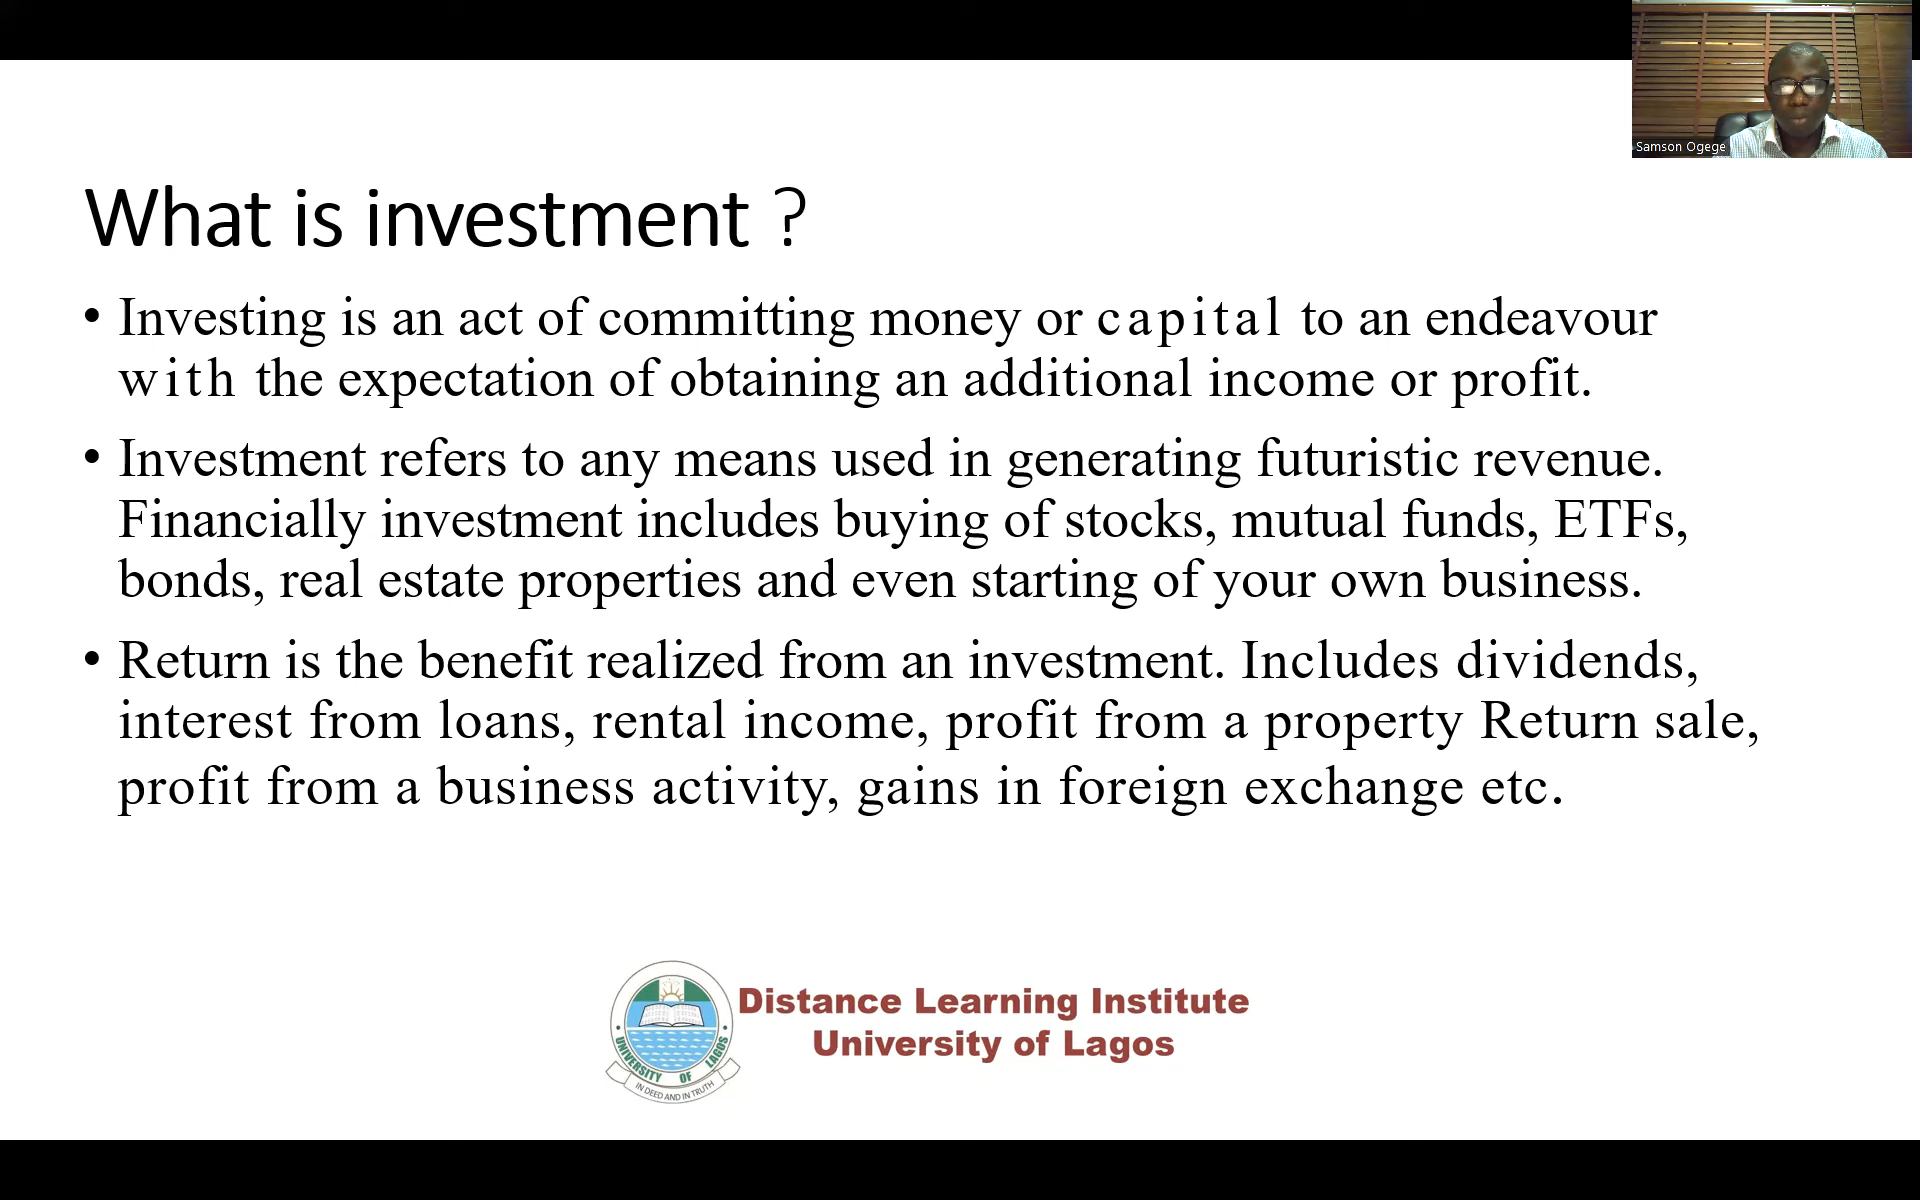 Samson Ogege
What is investment ?
• Investing is an act of committing money or capital to an endeavour
with the expectation of obtaining an additional income or profit.
• Investment refers to any means used in generating futuristic revenue.
Financially investment includes buying of stocks, mutual funds, ETFs,
bonds, real estate properties and even starting of your own business.
• Return is the benefit realized from an investment. Includes dividends,
interest from loans, rental income, profit from a property Return sale,
profit from a business activity, gains in foreign exchange etc.
Distance Learning Institute
University of Lagos
UNIVERSITY OF LAGOS
IN DEED AND IN TRUTH